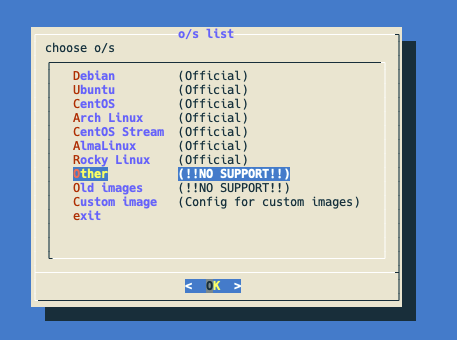 o/s list
choose o/s
Debian (Official)
Ubuntu (Official)
CentOS (Official)
Arch Linux (Official)
CentOS Stream (Official)
AlmaLinux (Official)
Rocky Linux (Official)
Other (!!NO SUPPORT!!)
Old images (!!NO SUPPORT!!)
Custom image (Config for custom images)
exit
< OK >